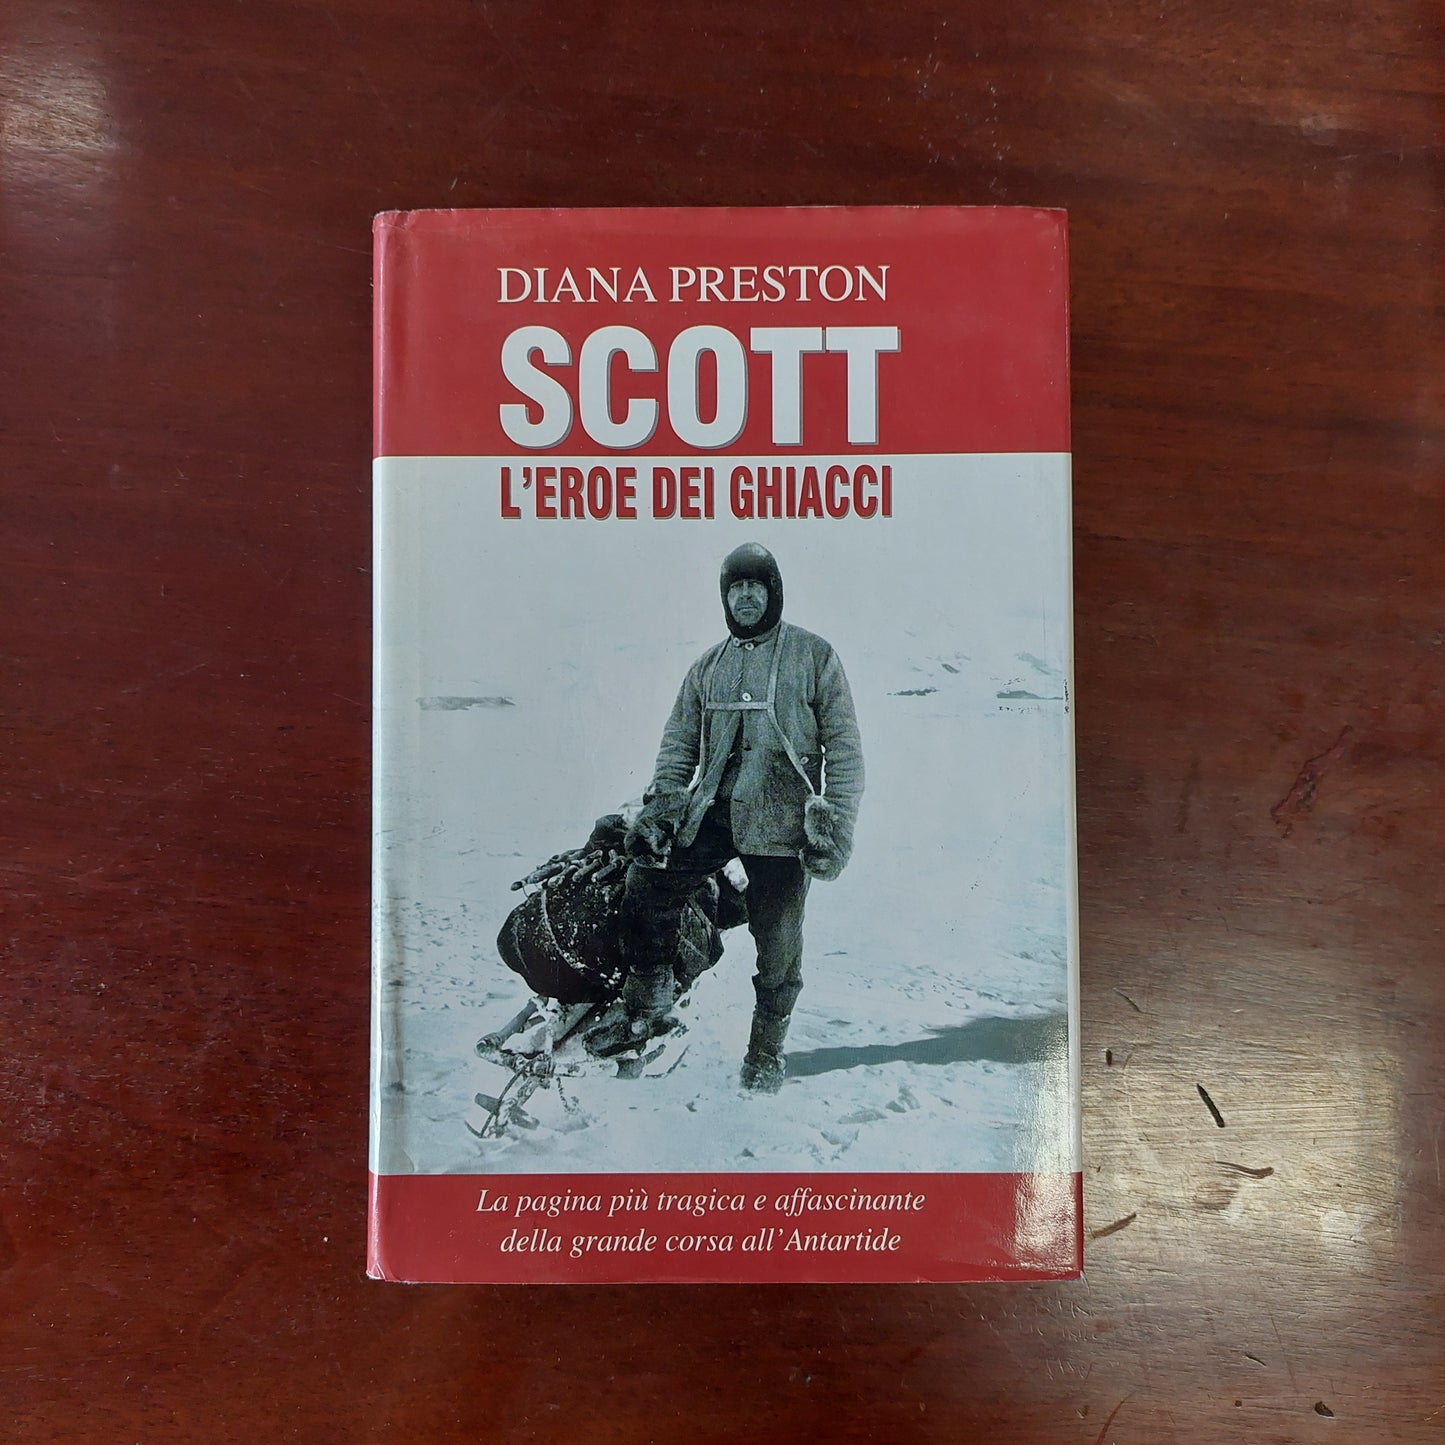 DIANA PRESTON
SCOTT
L'EROE DEI GHIACCI
La pagina più tragica e affascinante
della grande corsa all'Antartide